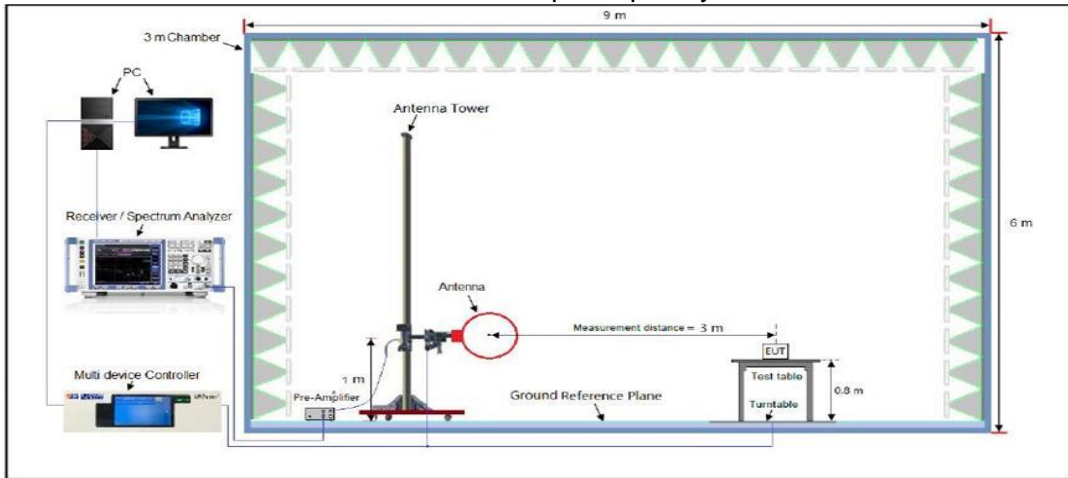 9 m
3 m Chamber
PC
Antenna Tower
Receiver / Spectrum Analyzer
6 m
Antenna
Measurement distance = 3 m
EUT
Multi device Controller
1 m
Test table
0.8 m
Pre-Amplifier
Ground Reference Plane
Turntable